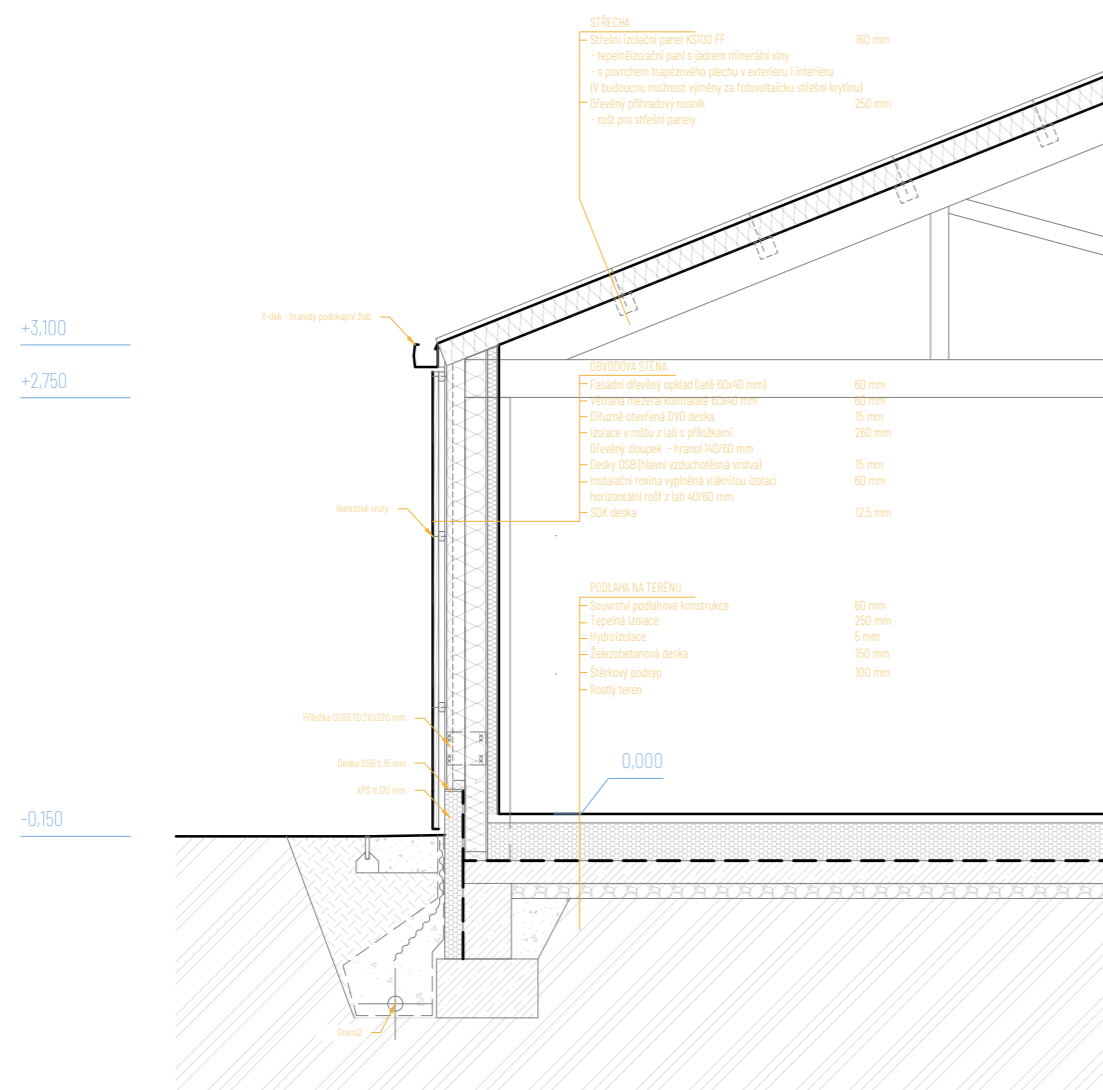 STŘECHA
Střešní izolační panel KS100 FF 160 mm
- tepelněizolační panl s jádrem minerální vlny
- s povrchem trapézového plechu v exteriéru i interiéru
(V budoucnu možnost výměny za fotovoltaicku střešní krytinu)
Dřevěný příhradový nosník 250 mm
- rošt pro střešní panely
X-dek - hranatý podokapní žlab
+3,100
+2,750
OBVODOVÁ STĚNA
Fasádní dřevěný opklad (latě 60x40 mm) 60 mm
Větraná mezera/kontralatě 60x40 mm 60 mm
Difuzně otevřená DVD deska 15 mm
Izolace v roštu z latí s příložkami 260 mm
Dřevěný sloupek - hranol 140/60 mm
Desky OSB (hlavní vzduchotěsná vrstva) 15 mm
Instalační rovina vyplněná vláknitou izolací 60 mm
horizontální rošt z latí 40/60 mm
SDK deska 12,5 mm
Nerezové vruty
PODLAHA NA TERÉNU
Souvrství podlahové konstrukce 60 mm
Tepelná izolace 250 mm
Hydroizolace 5 mm
Železobetonová deska 150 mm
Štěrkový podsyp 100 mm
Rostlý terén
Příložka OSB3 12/310/220 mm
Deska OSB tl.15 mm
XPS tl.120 mm
0,000
-0,150
Drenáž